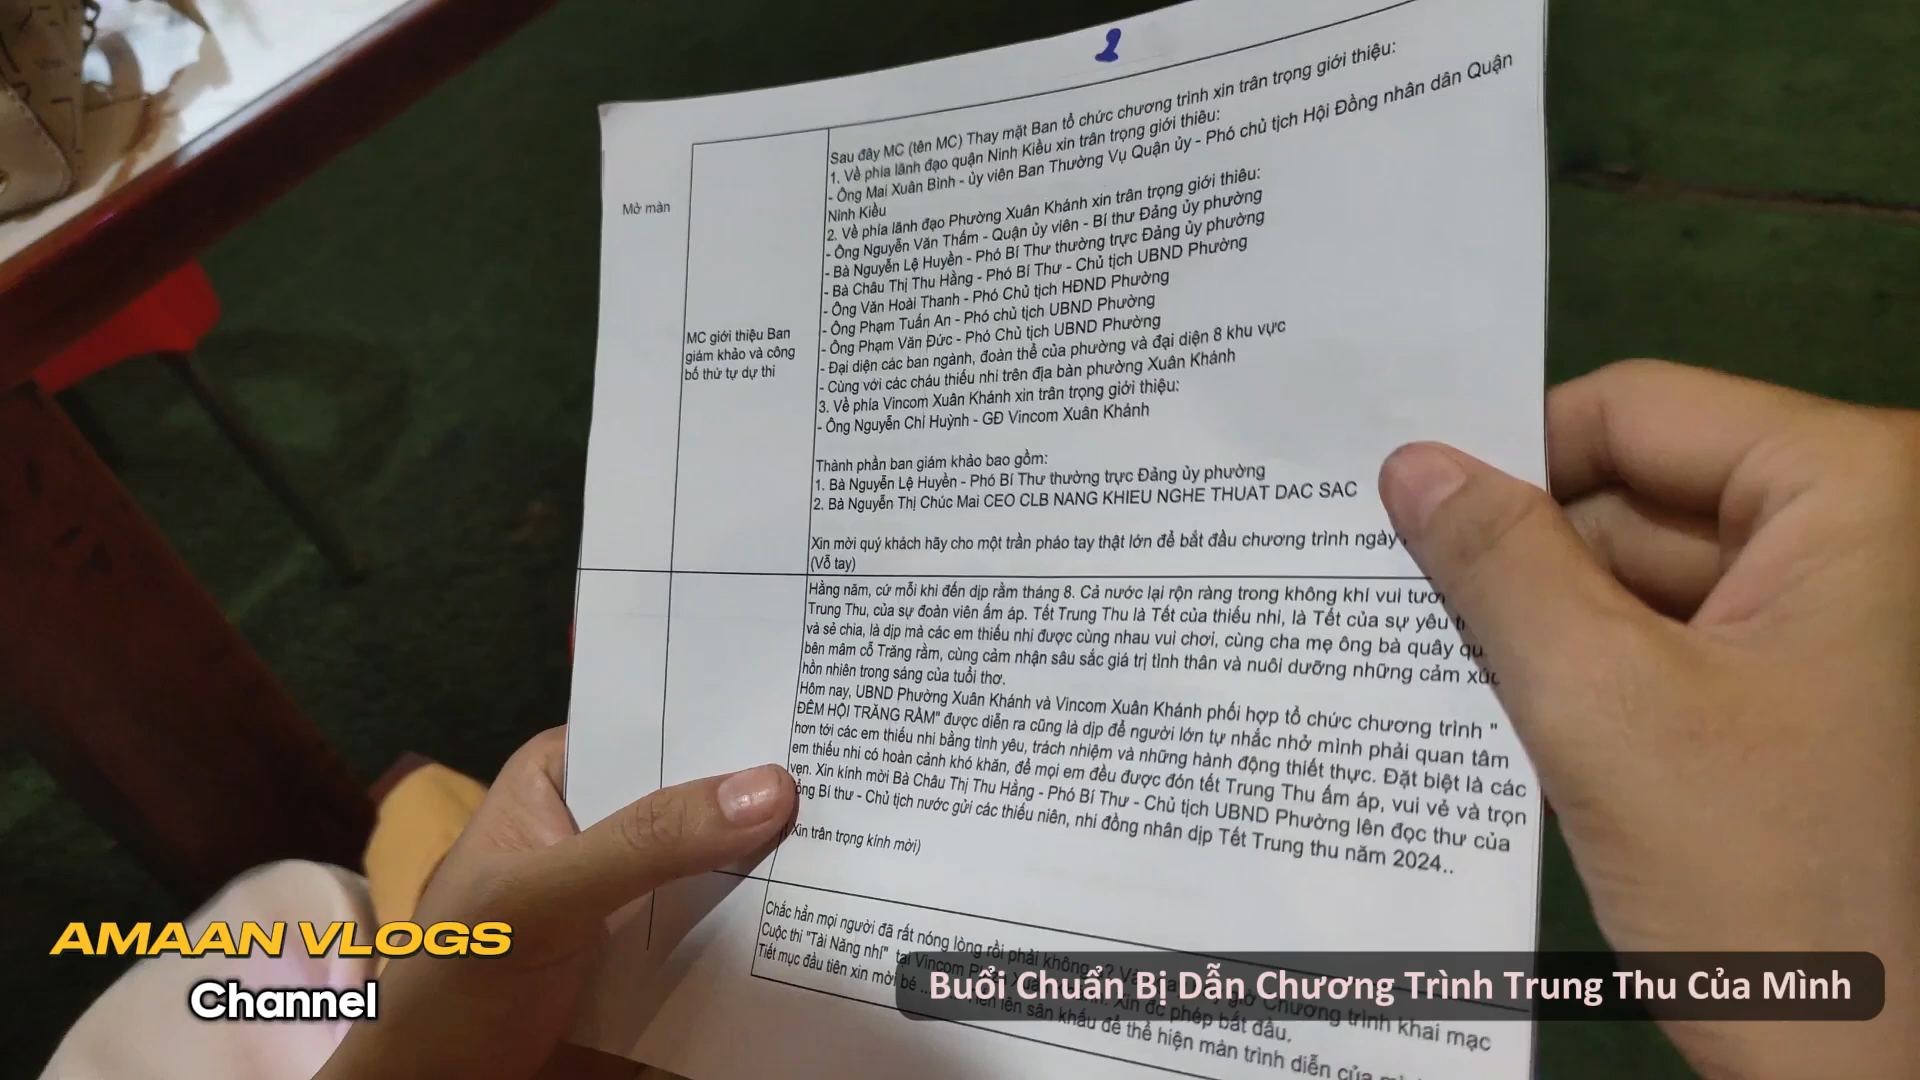 2
Mở màn
MC giới thiệu Ban
giám khảo và công
bố thứ tự dự thi
Sau đây MC (tên MC) Thay mặt Ban tổ chức chương trình xin trân trọng giới thiệu:
1. Về phía lãnh đạo quận Ninh Kiều xin trân trọng giới thiệu:
- Ông Mai Xuân Bình - ủy viên Ban Thường Vụ Quận ủy - Phó chủ tịch Hội Đồng nhân dân Quận
Ninh Kiều
2. Về phía lãnh đạo Phường Xuân Khánh xin trân trọng giới thiệu:
- Ông Nguyễn Văn Thắm - Quận ủy viên - Bí thư Đảng ủy phường
- Bà Nguyễn Lệ Huyền - Phó Bí Thư thường trực Đảng ủy phường
- Bà Châu Thị Thu Hằng - Phó Bí Thư - Chủ tịch UBND Phường
- Ông Văn Hoài Thanh - Phó Chủ tịch HĐND Phường
- Ông Phạm Tuấn An - Phó chủ tịch UBND Phường
- Ông Phạm Văn Đức - Phó Chủ tịch UBND Phường
- Đại diện các ban ngành, đoàn thể của phường và đại diện 8 khu vực
- Cùng với các cháu thiếu nhi trên địa bàn phường Xuân Khánh
3. Về phía Vincom Xuân Khánh xin trân trọng giới thiệu:
- Ông Nguyễn Chí Huỳnh - GĐ Vincom Xuân Khánh
Thành phần ban giám khảo bao gồm:
1. Bà Nguyễn Lệ Huyền - Phó Bí Thư thường trực Đảng ủy phường
2. Bà Nguyễn Thị Chúc Mai CEO CLB NANG KHIEU NGHE THUAT DAC SAC
Xin mời quý khách hãy cho một tràn pháo tay thật lớn để bắt đầu chương trình ngày
(Vỗ tay)
Hằng năm, cứ mỗi khi đến dịp rằm tháng 8. Cả nước lại rộn ràng trong không khí vui
Trung Thu, của sự đoàn viên ấm áp. Tết Trung Thu là Tết của thiếu nhi, là Tết của sự yêu
và sẻ chia, là dịp mà các em thiếu nhi được cùng nhau vui chơi, cùng cha mẹ ông bà quây
bên mâm cỗ Trăng rằm, cùng cảm nhận sâu sắc giá trị tình thân và nuôi dưỡng những cảm
hồn nhiên trong sáng của tuổi thơ.
Hôm nay, UBND Phường Xuân Khánh và Vincom Xuân Khánh phối hợp tổ chức chương trình "
ĐÊM HỘI TRĂNG RẰM" được diễn ra cũng là dịp để người lớn tự nhắc nhở mình phải quan tâm
hơn tới các em thiếu nhi bằng tình yêu, trách nhiệm và những hành động thiết thực. Đặt biệt là các
em thiếu nhi có hoàn cảnh khó khăn, để mọi em đều được đón tết Trung Thu ấm áp, vui vẻ và trọn
vẹn. Xin kính mời Bà Châu Thị Thu Hằng - Phó Bí Thư - Chủ tịch UBND Phường lên đọc thư của
Bí thư - Chủ tịch nước gửi các thiếu niên, nhi đồng nhân dịp Tết Trung thu năm 2024..
Xin trân trọng kính mời)
Chắc hẳn mọi người đã rất nóng lòng rồi phải không
Cuộc thi "Tài Năng nhí" tại Vincom
chương trình khai mạc
Tiết mục đầu tiên xin mời bé ...
Xin đc phép bắt đầu.
lên sân khấu để thể hiện màn trình diễn của
AMAAN VLOGS
Channel
Buổi Chuẩn Bị Dẫn Chương Trình Trung Thu Của Mình